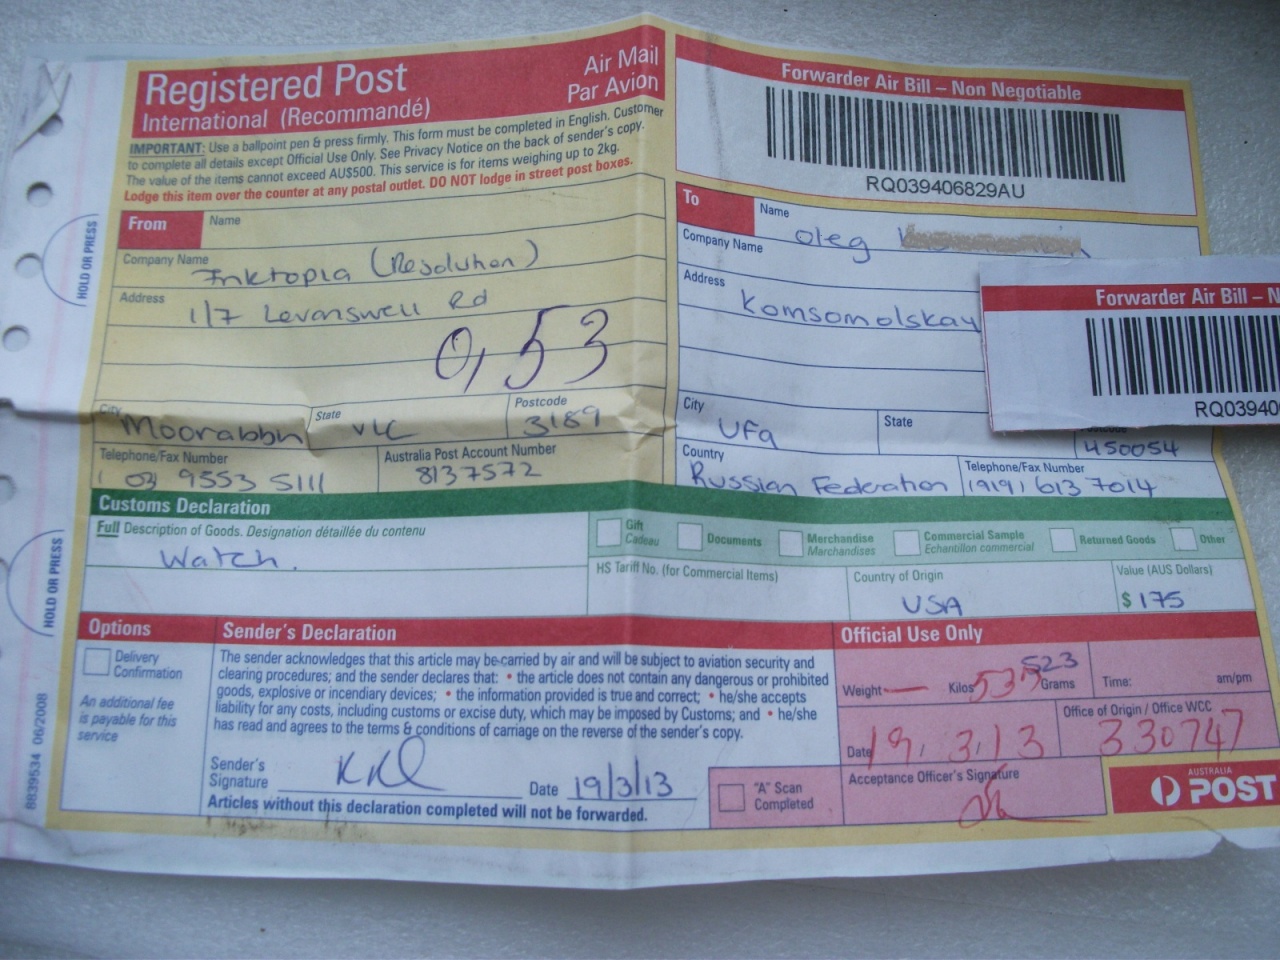 Registered Post
International (Recommandé)
Air Mail
Par Avion
IMPORTANT: Use a ballpoint pen & press firmly. This form must be completed in English. Customer
to complete all details except Official Use Only. See Privacy Notice on the back of sender's copy.
The value of the items cannot exceed AU$500. This service is for items weighing up to 2kg.
Lodge this item over the counter at any postal outlet. DO NOT lodge in street post boxes.
Forwarder Air Bill – Non Negotiable
RQ039406829AU
From
Name
Company Name
Inktopia (Resolution)
Address
1/7 Levanswell Rd
0,53
City
Moorabbn
State
VIC
Postcode
3189
Telephone/Fax Number
03 9553 5111
Australia Post Account Number
8137572
To
Name
Oleg
Company Name
Address
Komsomolskay
Forwarder Air Bill – N
RQ03940
City
UFa
State
450054
Country
Russian Federation
Telephone/Fax Number
(919) 613 7014
HOLD OR PRESS
HOLD OR PRESS
8839534 06/2008
Customs Declaration
Full Description of Goods. Designation détaillée du contenu
Watch.
Gift
Cadeau
Documents
Merchandise
Marchandises
Commercial Sample
Echantillon commercial
Returned Goods
Other
HS Tariff No. (for Commercial Items)
Country of Origin
USA
Value (AUS Dollars)
$ 175
Options
Delivery
Confirmation
An additional fee
is payable for this
service
Sender's Declaration
The sender acknowledges that this article may be carried by air and will be subject to aviation security and
clearing procedures; and the sender declares that: • the article does not contain any dangerous or prohibited
goods, explosive or incendiary devices; • the information provided is true and correct; • he/she accepts
liability for any costs, including customs or excise duty, which may be imposed by Customs; and • he/she
has read and agrees to the terms & conditions of carriage on the reverse of the sender's copy.
Sender's
Signature
Date 19/3/13
Articles without this declaration completed will not be forwarded.
"A" Scan
Completed
Official Use Only
Weight — Kilos 523 Grams
Time: am/pm
Date 19. 3.13
Office of Origin / Office WCC
330747
Acceptance Officer's Signature
AUSTRALIA
POST